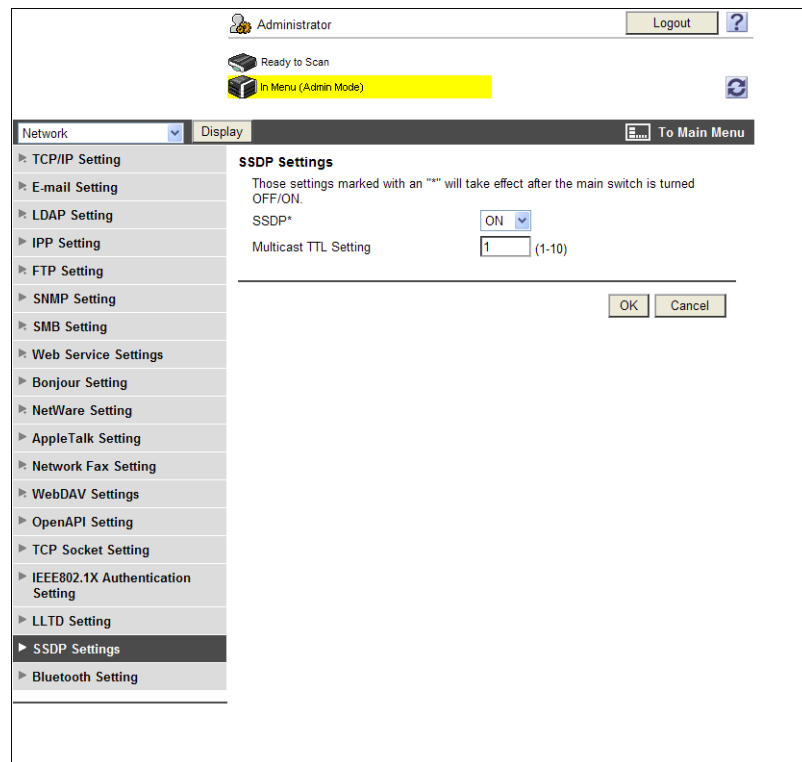 Administrator
Logout
?
Ready to Scan
In Menu (Admin Mode)
Network
Display
To Main Menu
TCP/IP Setting
E-mail Setting
LDAP Setting
IPP Setting
FTP Setting
SNMP Setting
SMB Setting
Web Service Settings
Bonjour Setting
NetWare Setting
AppleTalk Setting
Network Fax Setting
WebDAV Settings
OpenAPI Setting
TCP Socket Setting
IEEE802.1X Authentication
Setting
LLTD Setting
SSDP Settings
Bluetooth Setting
SSDP Settings
Those settings marked with an "*" will take effect after the main switch is turned
OFF/ON.
SSDP* ON
Multicast TTL Setting 1 (1-10)
OK Cancel